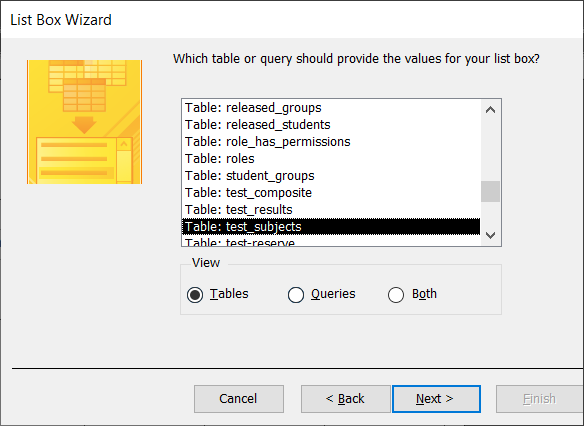 List Box Wizard
Which table or query should provide the values for your list box?
Table: released_groups
Table: released_students
Table: role_has_permissions
Table: roles
Table: student_groups
Table: test_composite
Table: test_results
Table: test_subjects
Table: test-reserve
View
Tables
Queries
Both
Cancel
< Back
Next >
Finish